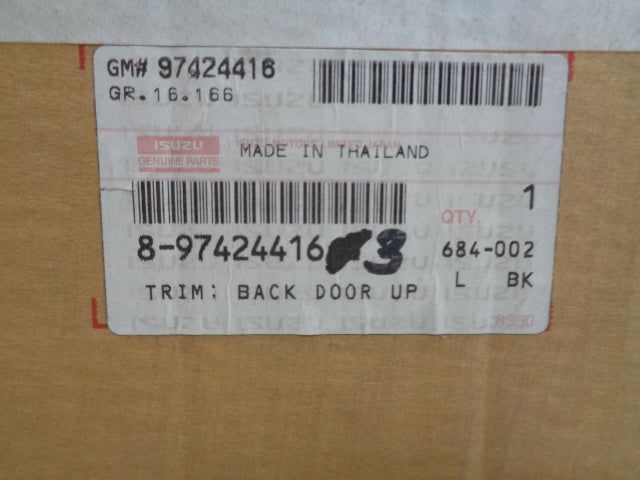 GM# 97424416
GR.16.166
ISUZU
GENUINE PARTS
MADE IN THAILAND
QTY. 1
8-97424416 3
684-002
TRIM; BACK DOOR UP
L BK
8350